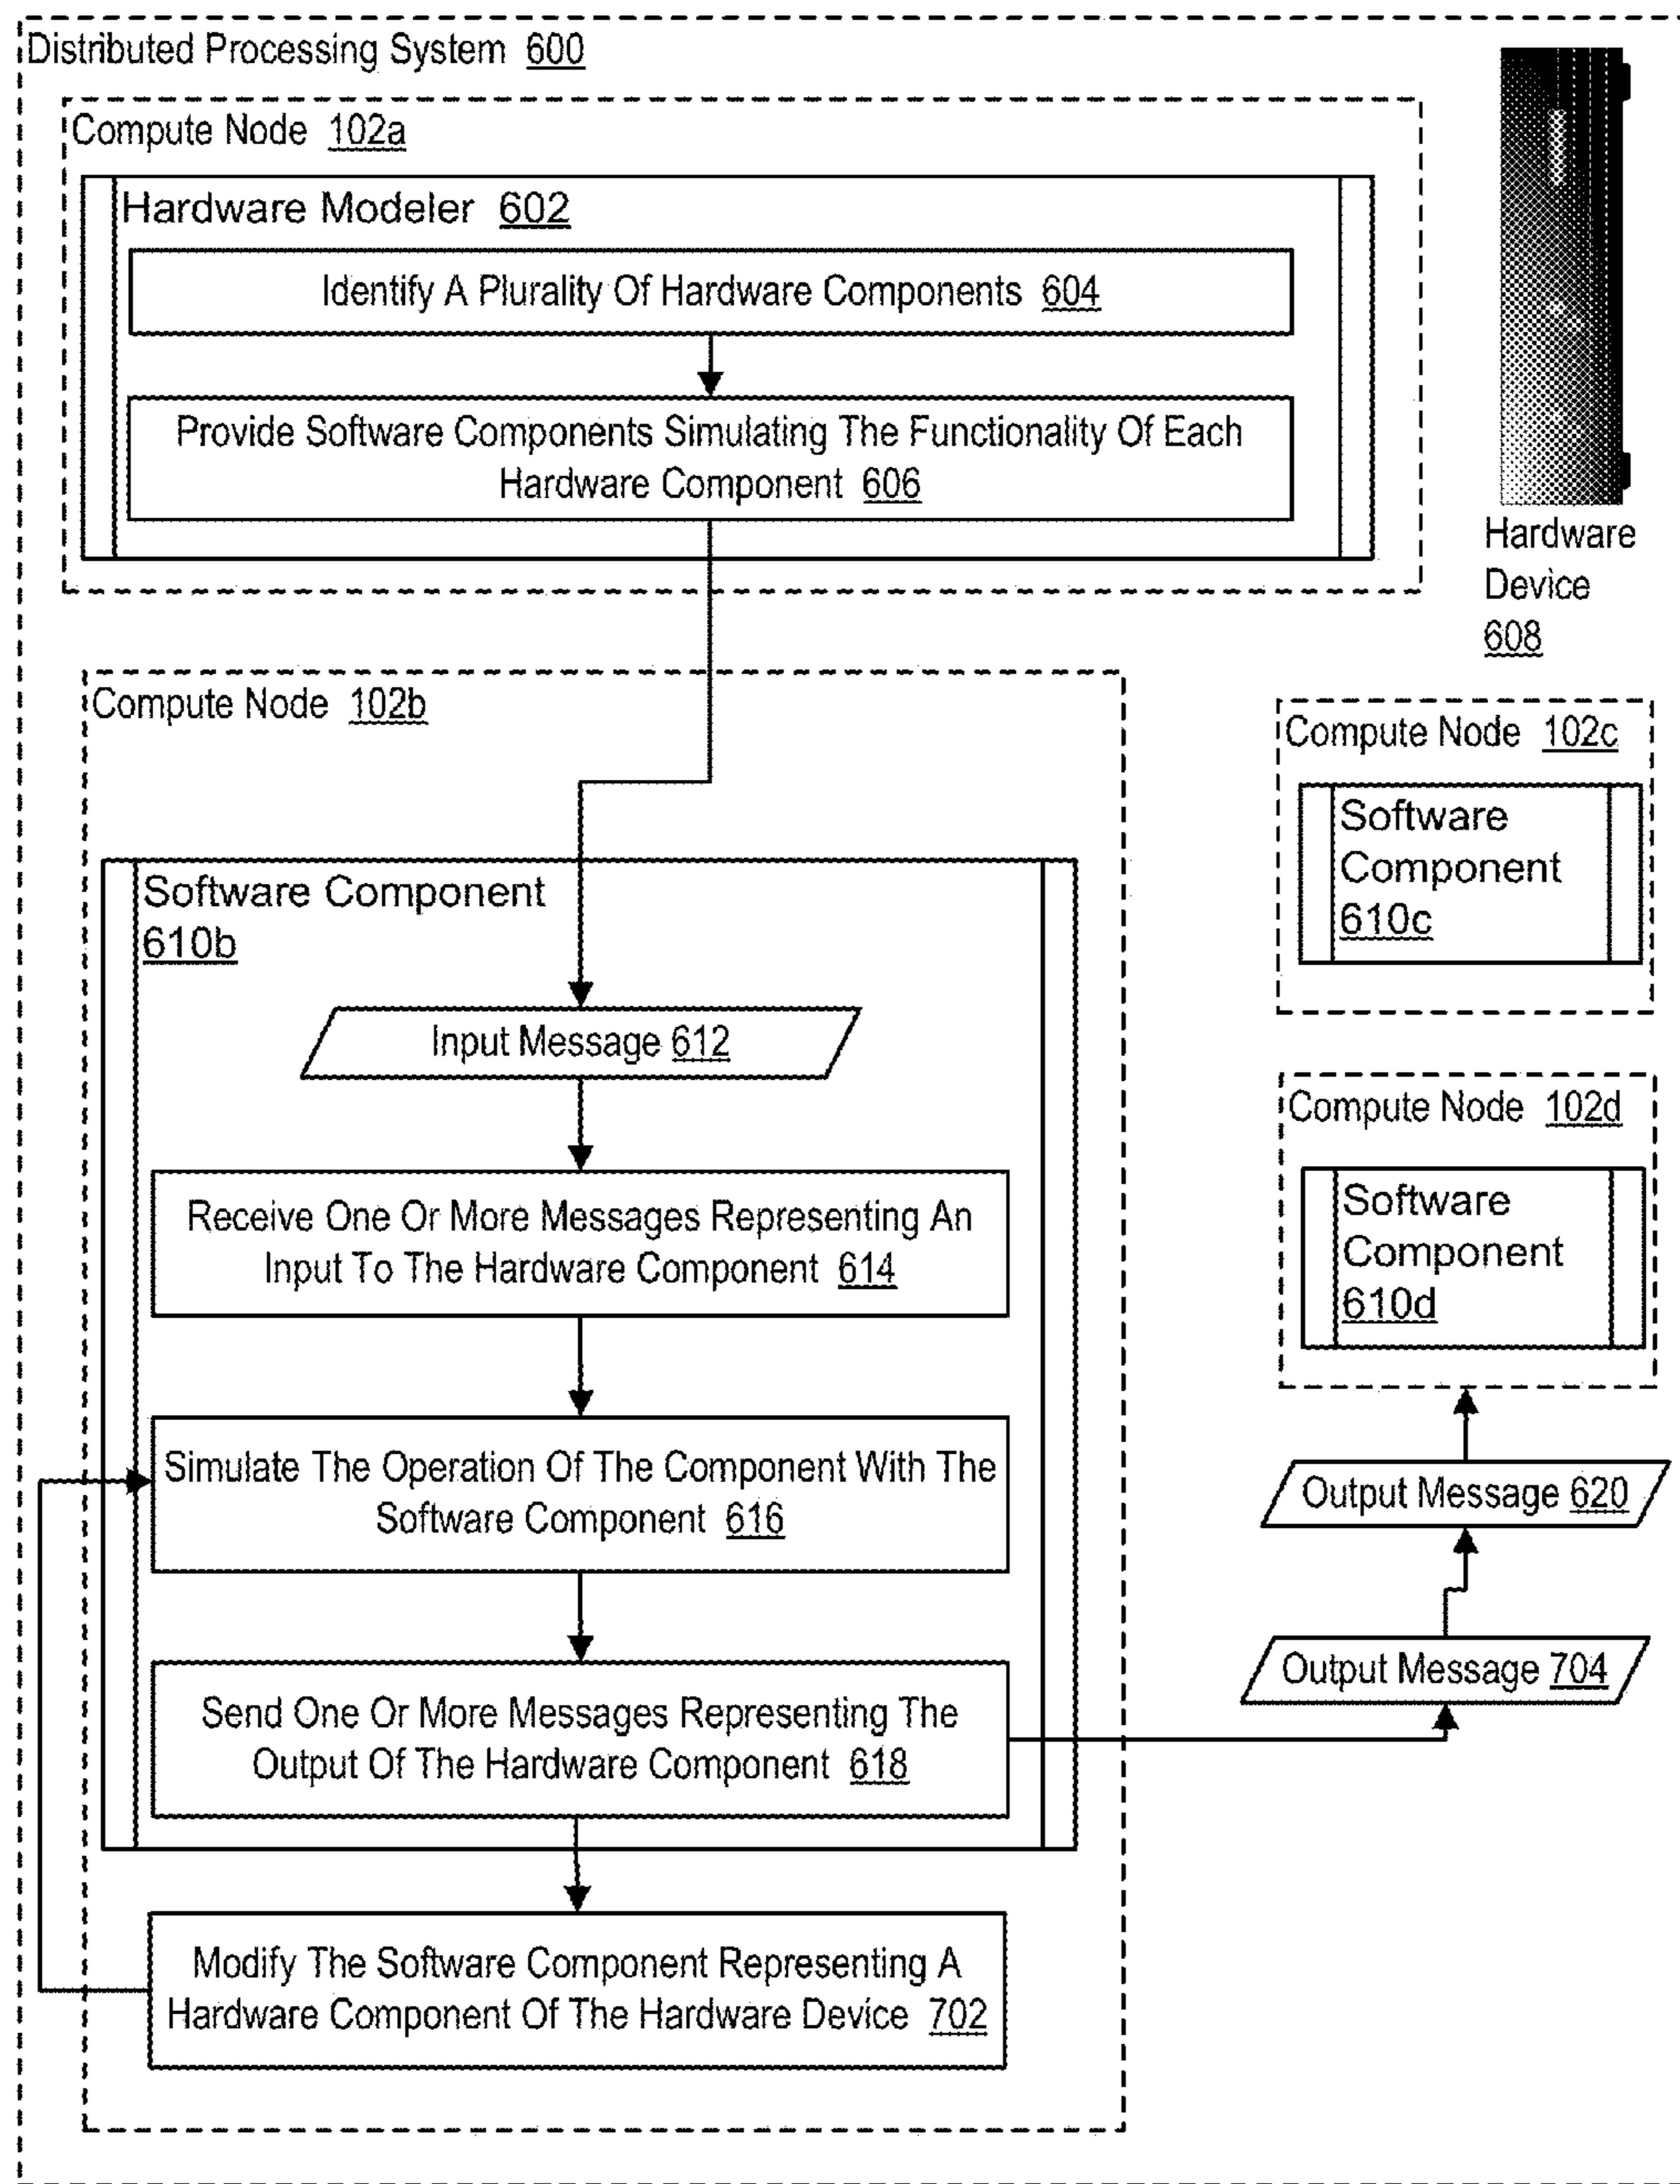 Distributed Processing System 600
Compute Node 102a
Hardware Modeler 602
Identify A Plurality Of Hardware Components 604
Provide Software Components Simulating The Functionality Of Each
Hardware Component 606
Hardware
Device
608
Compute Node 102b
Software Component
610b
Input Message 612
Receive One Or More Messages Representing An
Input To The Hardware Component 614
Simulate The Operation Of The Component With The
Software Component 616
Send One Or More Messages Representing The
Output Of The Hardware Component 618
Modify The Software Component Representing A
Hardware Component Of The Hardware Device 702
Compute Node 102c
Software
Component
610c
Compute Node 102d
Software
Component
610d
Output Message 620
Output Message 704